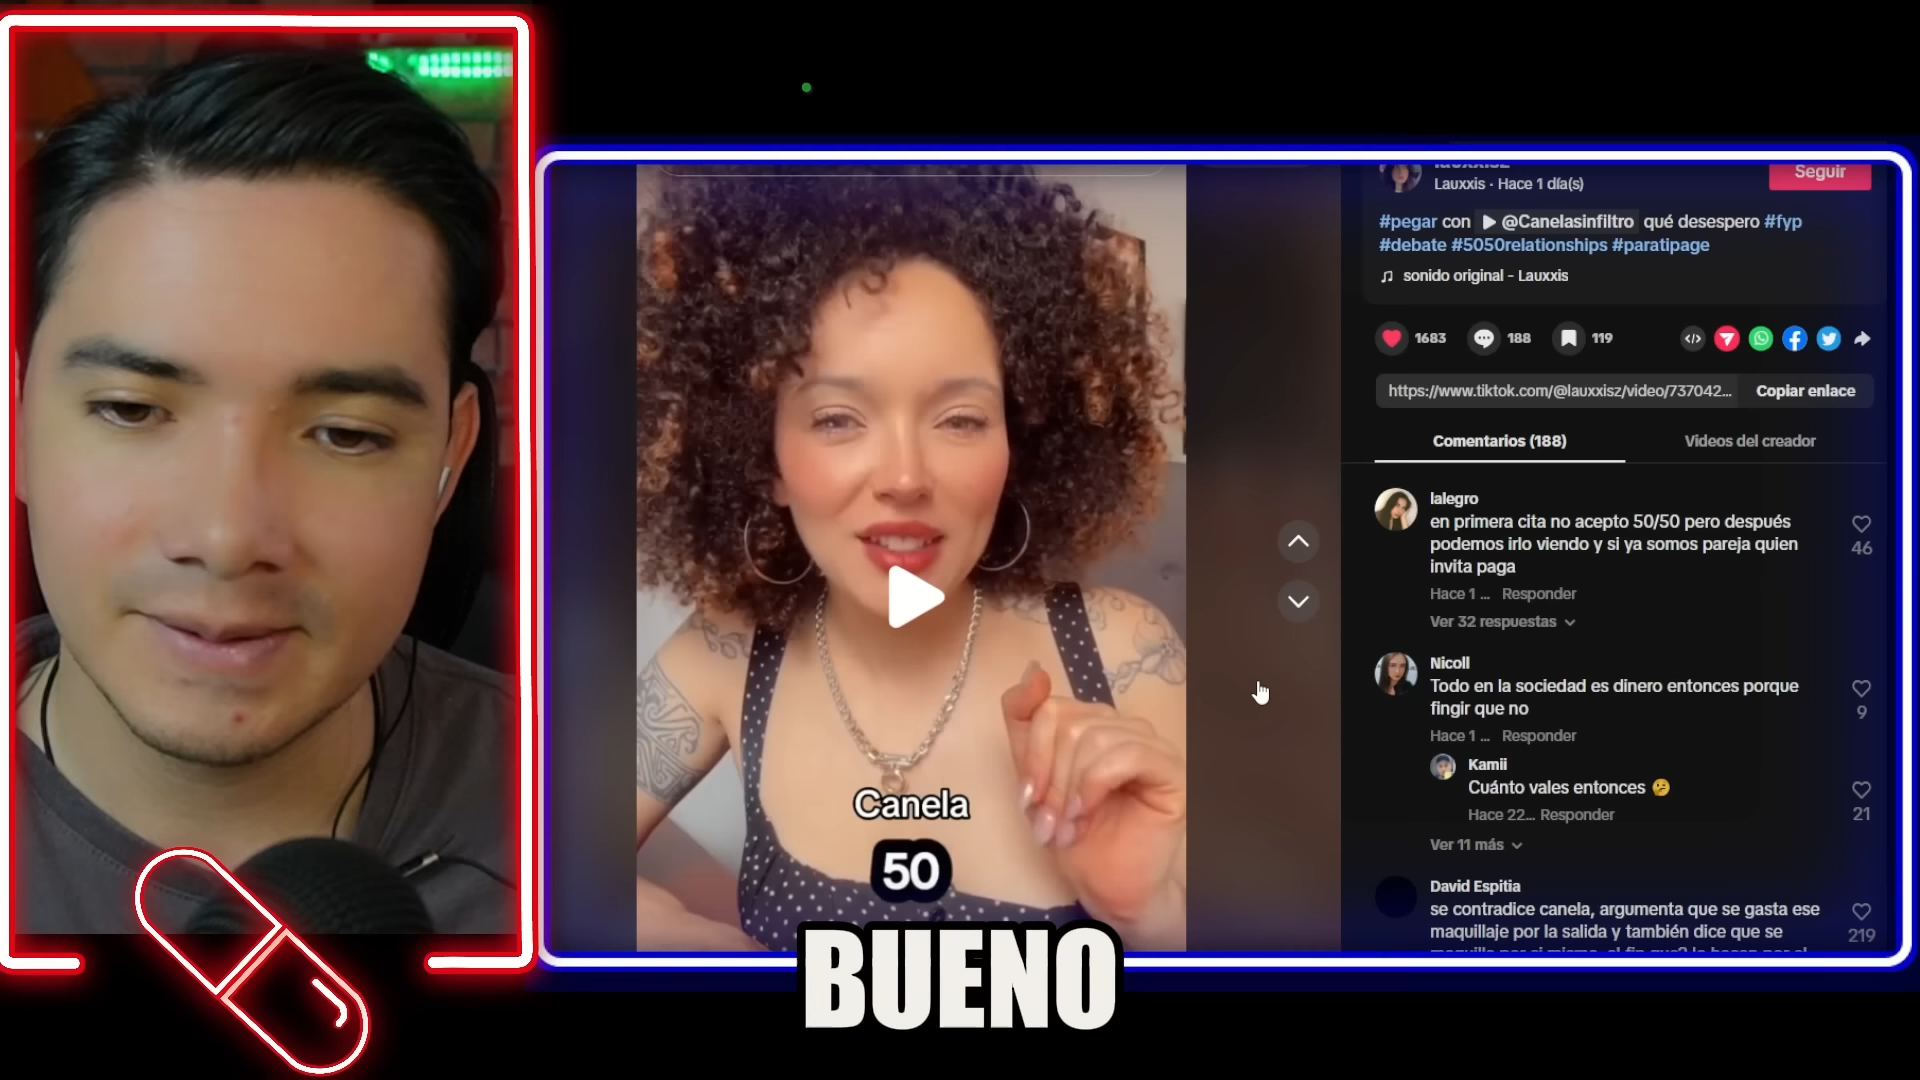 Lauxxis · Hace 1 día(s)
Seguir
#pegar con @Canelasinfiltro qué desespero #fyp
#debate #5050relationships #paratipage
sonido original - Lauxxis
1683
188
119
https://www.tiktok.com/@lauxxisz/video/737042...
Copiar enlace
Comentarios (188)
Videos del creador
lalegro
en primera cita no acepto 50/50 pero después
podemos irlo viendo y si ya somos pareja quien
invita paga
46
Hace 1 ... Responder
Ver 32 respuestas
Nicoll
Todo en la sociedad es dinero entonces porque
fingir que no
9
Hace 1 ... Responder
Kamii
Cuánto vales entonces 🤔
21
Hace 22... Responder
Ver 11 más
David Espitia
se contradice canela, argumenta que se gasta ese
maquillaje por la salida y también dice que se
219
Canela
50
BUENO